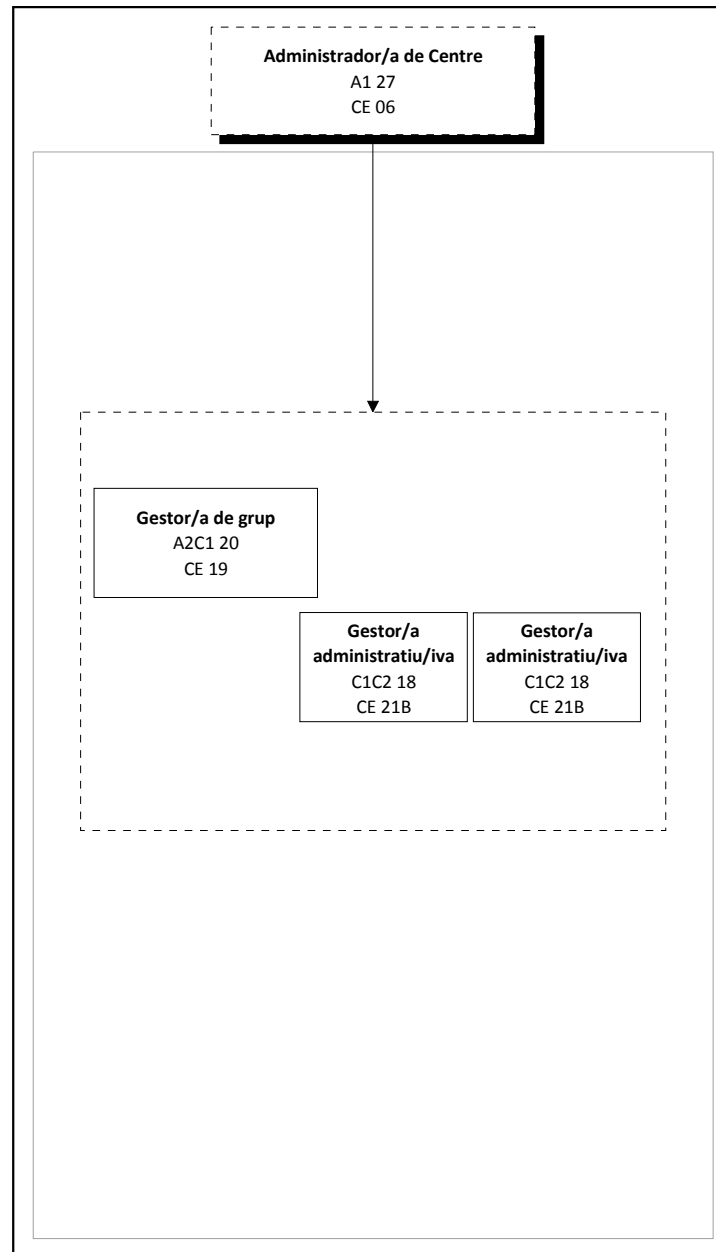 Administrador/a de Centre
A1 27
CE 06
Gestor/a de grup
A2C1 20
CE 19
Gestor/a
administratiu/iva
C1C2 18
CE 21B
Gestor/a
administratiu/iva
C1C2 18
CE 21B